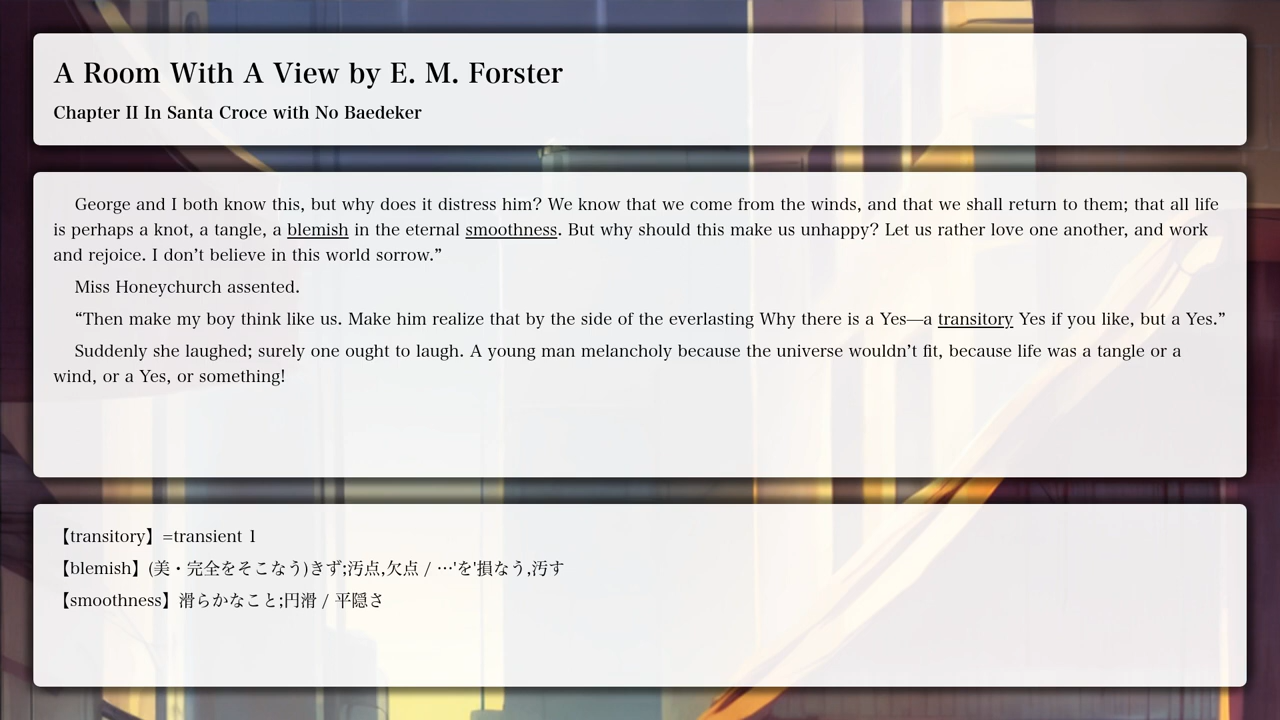 A Room With A View by E. M. Forster
Chapter II In Santa Croce with No Baedeker
George and I both know this, but why does it distress him? We know that we come from the winds, and that we shall return to them; that all life
is perhaps a knot, a tangle, a blemish in the eternal smoothness. But why should this make us unhappy? Let us rather love one another, and work
and rejoice. I don’t believe in this world sorrow.”
Miss Honeychurch assented.
“Then make my boy think like us. Make him realize that by the side of the everlasting Why there is a Yes—a transitory Yes if you like, but a Yes.”
Suddenly she laughed; surely one ought to laugh. A young man melancholy because the universe wouldn’t fit, because life was a tangle or a
wind, or a Yes, or something!
【transitory】=transient 1
【blemish】(美・完全をそこなう)きず;汚点,欠点 / …'を'損なう,汚す
【smoothness】滑らかなこと;円滑 / 平隠さ